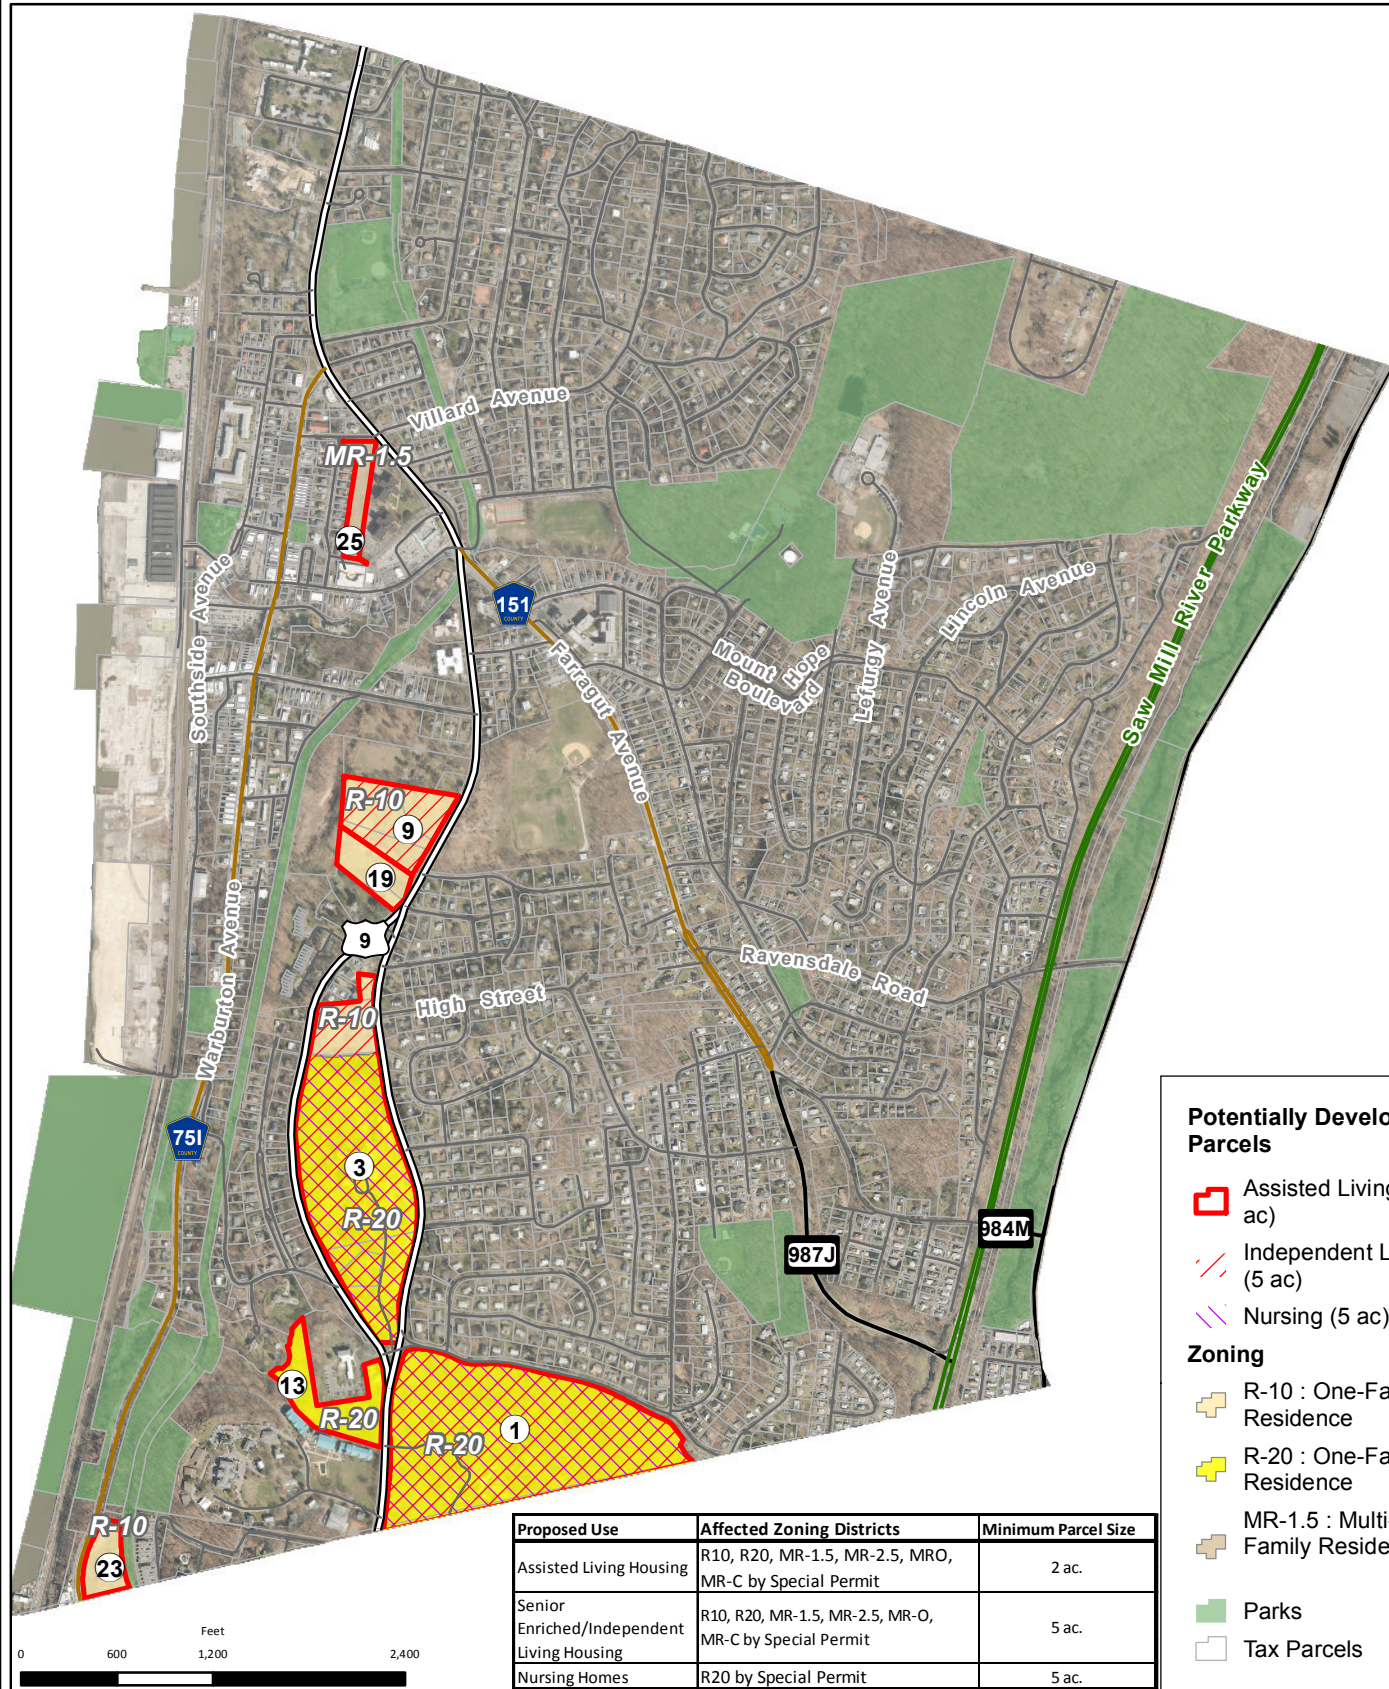 Villard Avenue
MR-1.5
25
Southside Avenue
151
COUNTY
Farragut Avenue
Mount Hope
Boulevard
Lefurgy Avenue
Lincoln Avenue
Saw Mill River Parkway
R-10
9
19
9
Warburton Avenue
Ravensdale Road
High Street
R-10
75I
COUNTY
3
R-20
987J
984M
13
R-20
R-20
1
R-10
23
Potentially Develo
Parcels
Assisted Living
ac)
Independent L
(5 ac)
Nursing (5 ac)
Zoning
R-10 : One-Fa
Residence
R-20 : One-Fa
Residence
MR-1.5 : Multi
Family Reside
Parks
Tax Parcels
Proposed Use Affected Zoning Districts Minimum Parcel Size
Assisted Living Housing R10, R20, MR-1.5, MR-2.5, MRO, 2 ac.
MR-C by Special Permit
Senior
Enriched/Independent R10, R20, MR-1.5, MR-2.5, MR-O, 5 ac.
Living Housing MR-C by Special Permit
Nursing Homes R20 by Special Permit 5 ac.
Feet
0 600 1,200 2,400